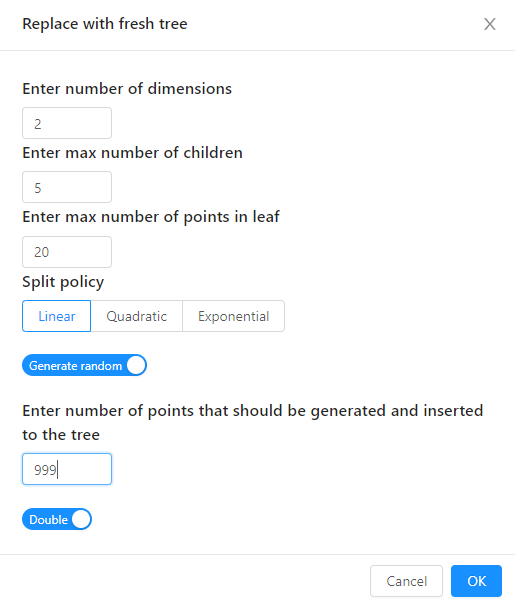 Replace with fresh tree
Enter number of dimensions
2
Enter max number of children
5
Enter max number of points in leaf
20
Split policy
Linear Quadratic Exponential
Generate random
Enter number of points that should be generated and inserted
to the tree
999
Double
Cancel OK